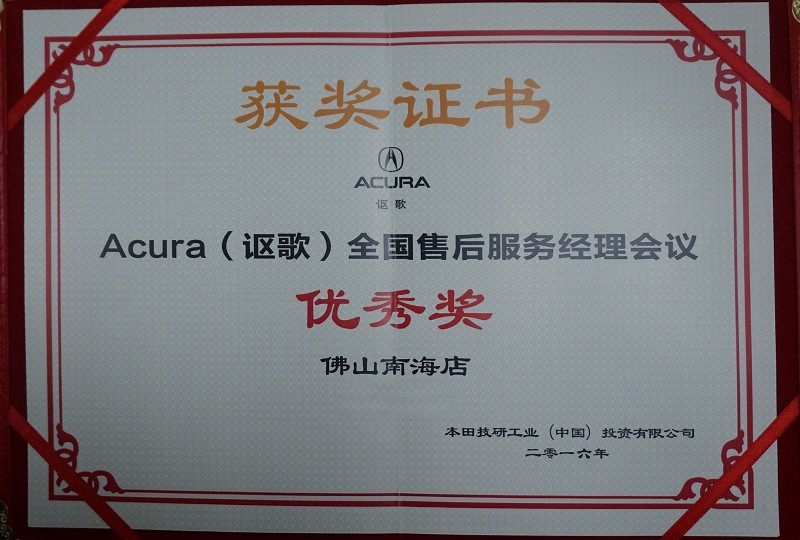 获奖证书
ACURA
讴歌
Acura（讴歌）全国售后服务经理会议
优秀奖
佛山南海店
本田技研工业（中国）投资有限公司
二零一六年